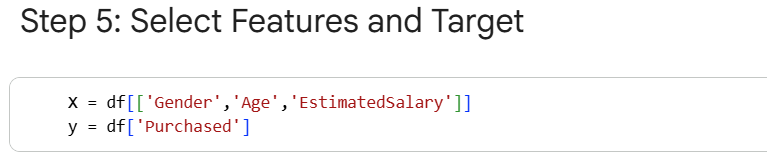 Step 5: Select Features and Target
X = df[['Gender','Age','EstimatedSalary']]
y = df['Purchased']